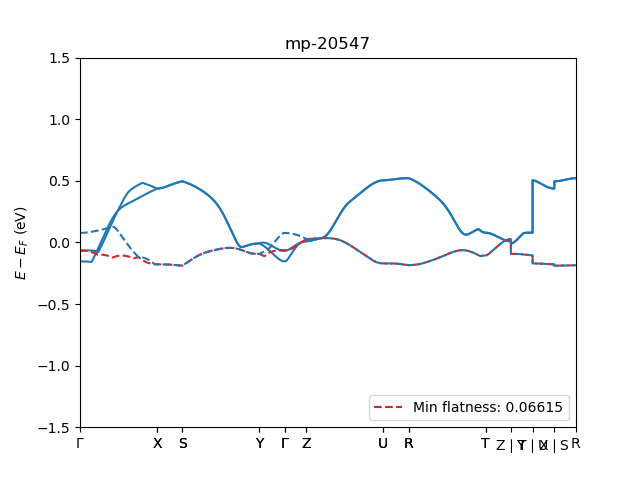 mp-20547
E − E_F (eV)
1.5
1.0
0.5
0.0
−0.5
−1.0
−1.5
Min flatness: 0.06615
Γ X S Y Γ Z U R T Z | T | X | S R